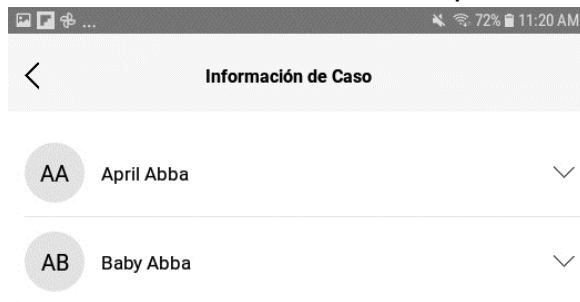 ... 72% 11:20 AM
Información de Caso
AA April Abba
AB Baby Abba